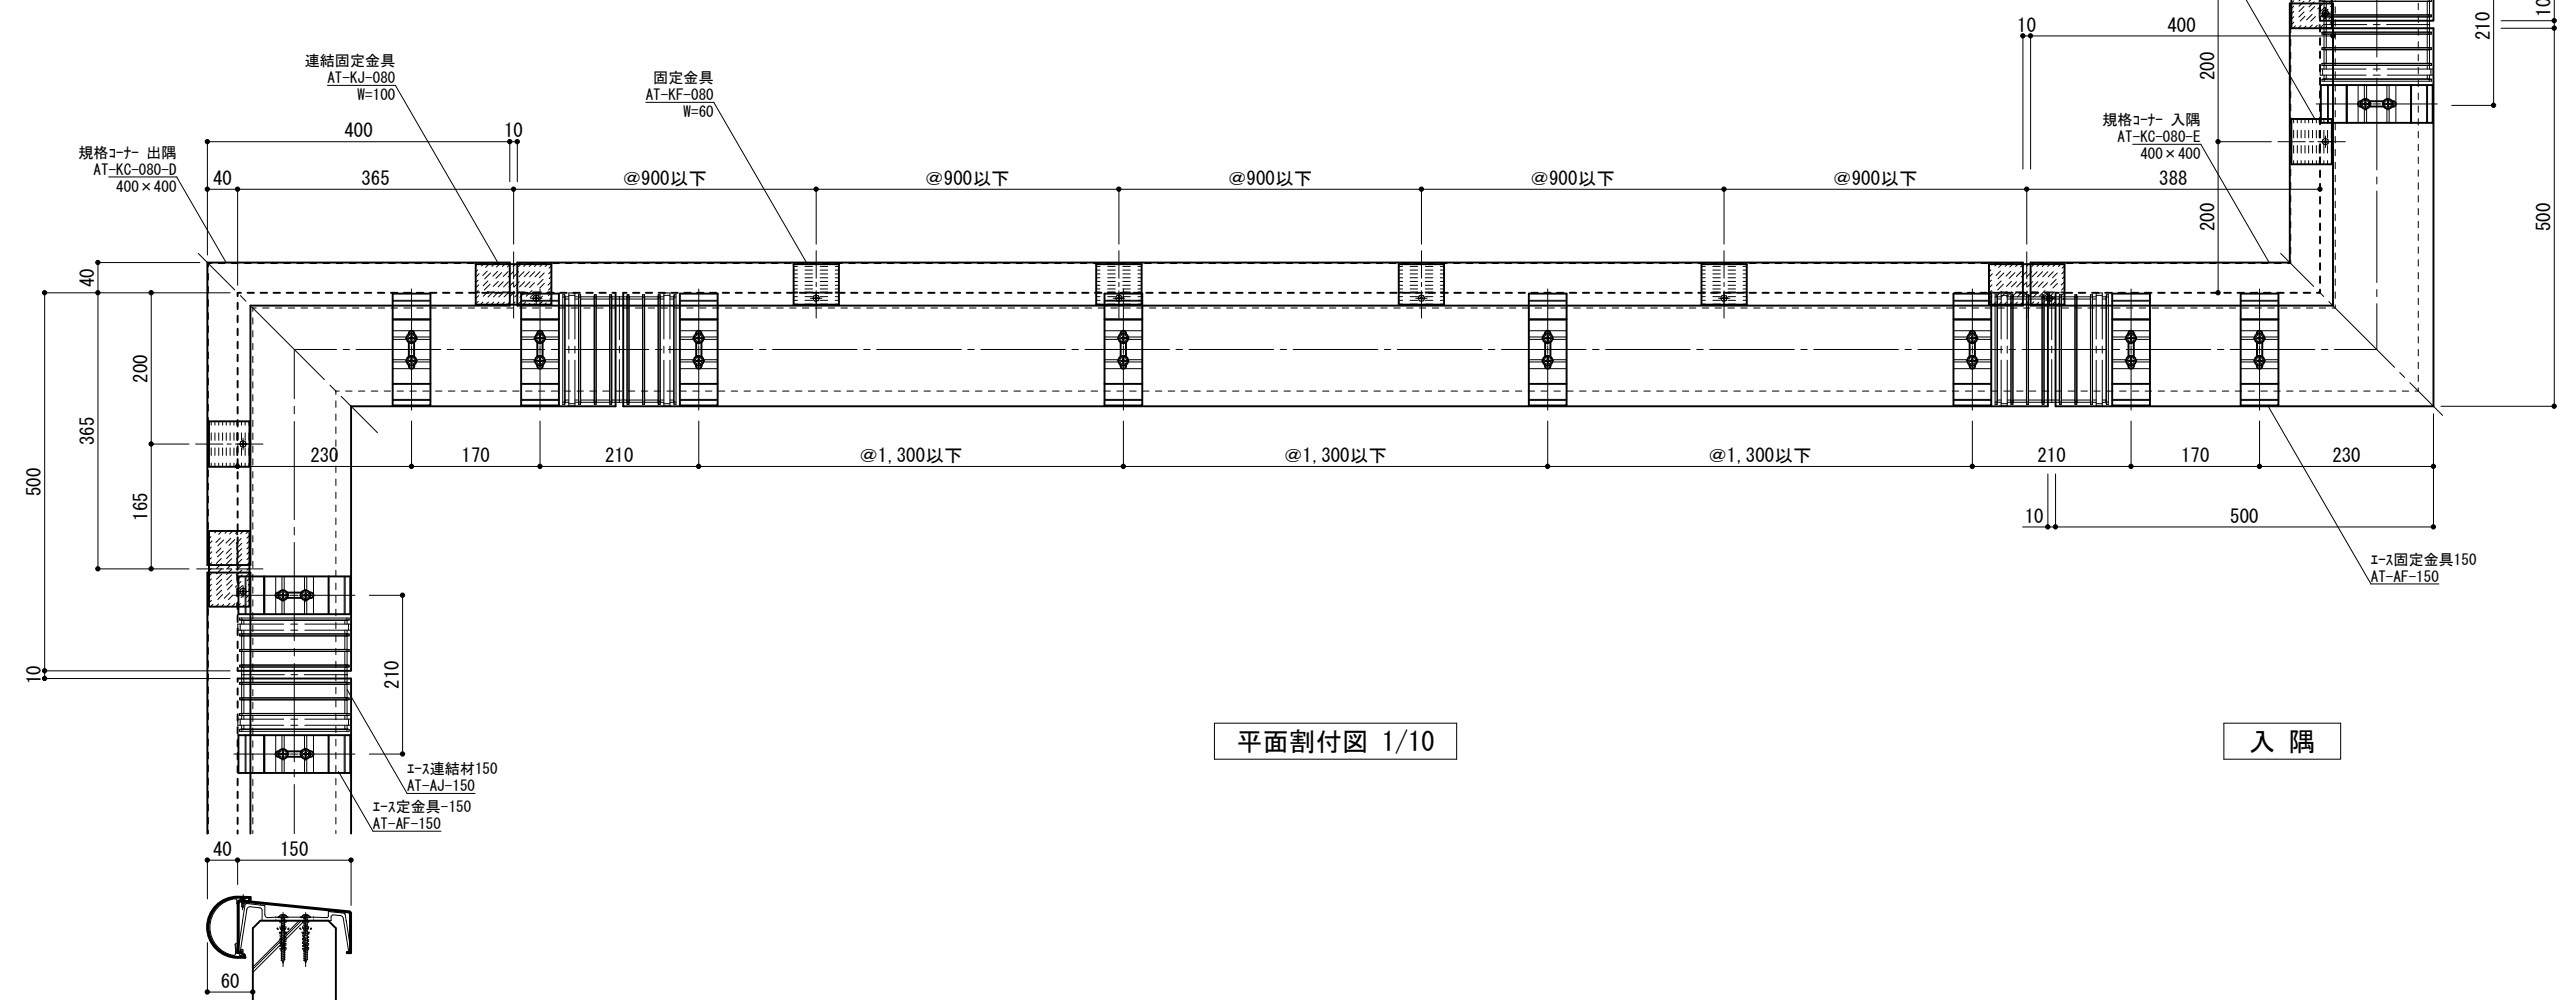 連結固定金具
AT-KJ-080
W=100
固定金具
AT-KF-080
W=60
規格ｺｰﾅｰ 出隅
AT-KC-080-D
400×400
規格ｺｰﾅｰ 入隅
AT-KC-080-E
400×400
10
400
210
10
200
400
10
40
365
@900以下
@900以下
@900以下
@900以下
@900以下
388
200
500
40
200
365
165
500
10
230
170
210
@1,300以下
@1,300以下
@1,300以下
210
170
230
10
500
ｴｰｽ固定金具150
AT-AF-150
210
ｴｰｽ連結材150
AT-AJ-150
ｴｰｽ定金具-150
AT-AF-150
平面割付図 1/10
入 隅
40
150
60